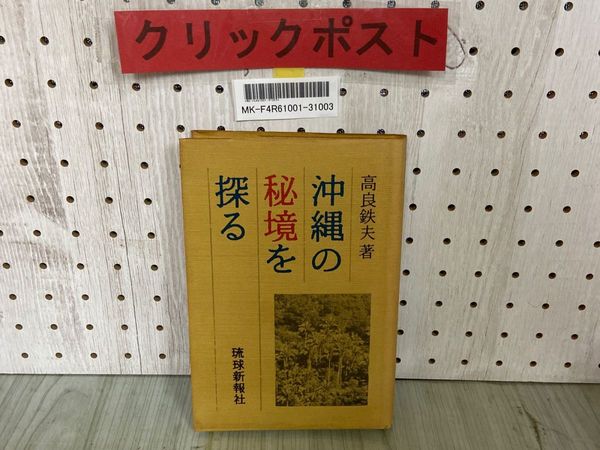 クリックポスト
MK-F4R61001-31003
高良鉄夫著
沖縄の
秘境を
探る
琉球新報社